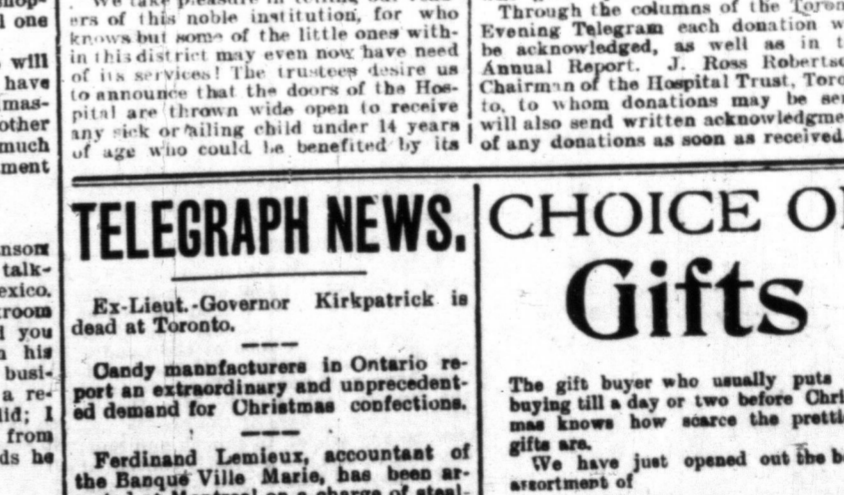 l one
will
have
mas-
other
much
ment
nsom
talk-
exico.
room
l you
n his
busi-
a re-
lid; I
from
ds he
ers of this noble institution, for who
knows but some of the little ones with-
in this district may even now have need
of its services! The trustees desire us
to announce that the doors of the Hos-
pital are thrown wide open to receive
any sick or ailing child under 14 years
of age who could be benefited by its
Through the columns of the Toron
Evening Telegram each donation w
be acknowledged, as well as in t
Annual Report. J. Ross Robertso
Chairman of the Hospital Trust, Toro
to, to whom donations may be sen
will also send written acknowledgme
of any donations as soon as received.
TELEGRAPH NEWS.
Ex-Lieut.-Governor Kirkpatrick is
dead at Toronto.
Candy manufacturers in Ontario re-
port an extraordinary and unprecedent-
ed demand for Christmas confections.
Ferdinand Lemieux, accountant of
the Banque Ville Marie, has been ar-
CHOICE O
Gifts
The gift buyer who usually puts
buying till a day or two before Chri
mas knows how scarce the pretti
gifts are.
We have just opened out the b
assortment of